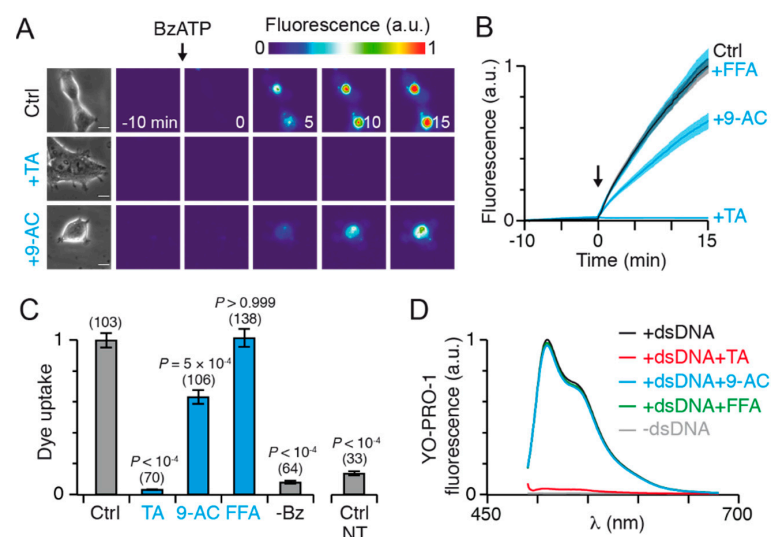 A
BzATP
Fluorescence (a.u.)
0
1
Ctrl
-10 min
0
5
10
15
+TA
+9-AC
B
Fluorescence (a.u.)
1
0
-10
0
15
Time (min)
Ctrl
+FFA
+9-AC
+TA
C
Dye uptake
1
0
(103)
P < 10⁻⁴
(70)
P = 5 × 10⁻⁴
(106)
P > 0.999
(138)
P < 10⁻⁴
(64)
P < 10⁻⁴
(33)
Ctrl
TA
9-AC
FFA
-Bz
Ctrl
NT
D
YO-PRO-1
fluorescence (a.u.)
1
0
450
700
λ (nm)
+dsDNA
+dsDNA+TA
+dsDNA+9-AC
+dsDNA+FFA
-dsDNA